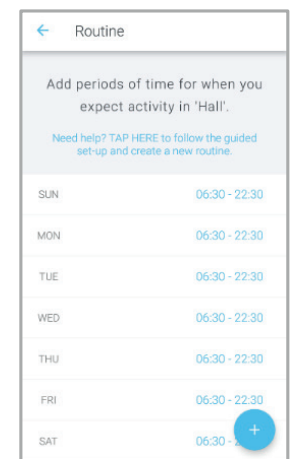 ← Routine
Add periods of time for when you
expect activity in 'Hall'.
Need help? TAP HERE to follow the guided
set-up and create a new routine.
SUN 06:30 - 22:30
MON 06:30 - 22:30
TUE 06:30 - 22:30
WED 06:30 - 22:30
THU 06:30 - 22:30
FRI 06:30 - 22:30
SAT 06:30 -
+